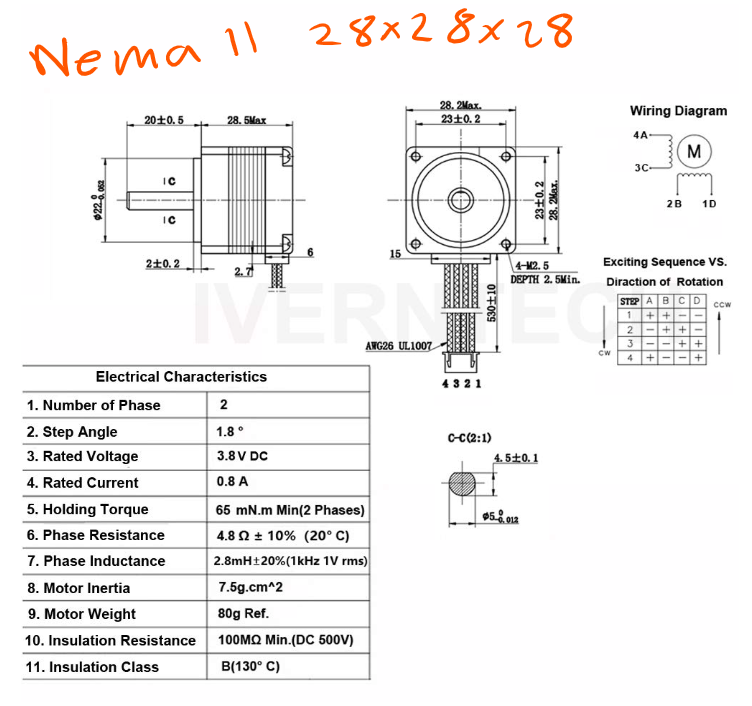 Nema 11 28x28x28
20±0.5
28.5Max
28.2Max.
23±0.2
Wiring Diagram
4A
M
3C
2B 1D
C
C
ø22 0 -0.052
2±0.2
2.7
6
15
23±0.2
28.2Max.
4-M2.5
DEPTH 2.5Min.
530±10
AWG26 UL1007
4 3 2 1
Exciting Sequence VS.
Diraction of Rotation
STEP A B C D
1 + + - -
2 - + + -
3 - - + +
4 + - - +
CCW
CW
IVERNTECH
Electrical Characteristics
1. Number of Phase 2
2. Step Angle 1.8 °
3. Rated Voltage 3.8V DC
4. Rated Current 0.8 A
5. Holding Torque 65 mN.m Min(2 Phases)
6. Phase Resistance 4.8 Ω ± 10% (20° C)
7. Phase Inductance 2.8mH±20%(1kHz 1V rms)
8. Motor Inertia 7.5g.cm^2
9. Motor Weight 80g Ref.
10. Insulation Resistance 100MΩ Min.(DC 500V)
11. Insulation Class B(130° C)
C-C(2:1)
4.5±0.1
ø5 0 -0.012